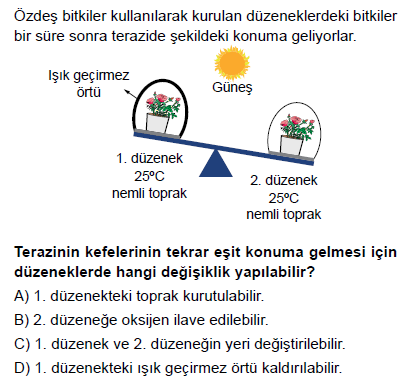 Özdeş bitkiler kullanılarak kurulan düzeneklerdeki bitkiler
bir süre sonra terazide şekildeki konuma geliyorlar.
Işık geçirmez
örtü
Güneş
1. düzenek
25ºC
nemli toprak
2. düzenek
25ºC
nemli toprak
Terazinin kefelerinin tekrar eşit konuma gelmesi için
düzeneklerde hangi değişiklik yapılabilir?
A) 1. düzenekteki toprak kurutulabilir.
B) 2. düzeneğe oksijen ilave edilebilir.
C) 1. düzenek ve 2. düzeneğin yeri değiştirilebilir.
D) 1. düzenekteki ışık geçirmez örtü kaldırılabilir.